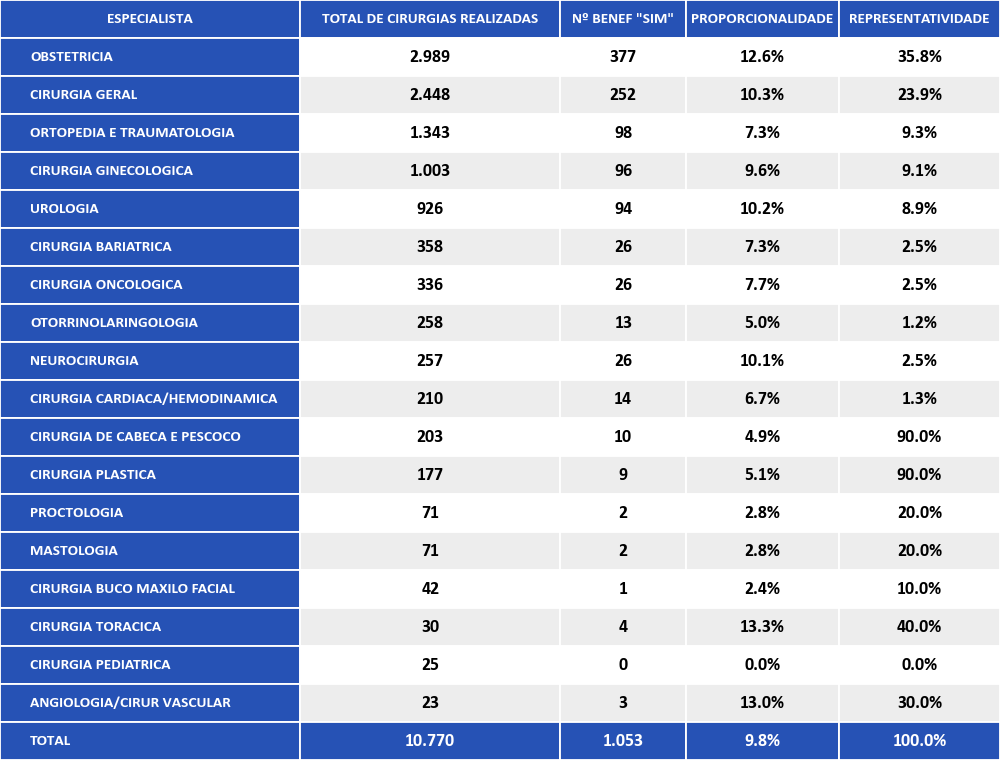 ESPECIALISTA TOTAL DE CIRURGIAS REALIZADAS Nº BENEF "SIM" PROPORCIONALIDADE REPRESENTATIVIDADE
OBSTETRICIA 2.989 377 12.6% 35.8%
CIRURGIA GERAL 2.448 252 10.3% 23.9%
ORTOPEDIA E TRAUMATOLOGIA 1.343 98 7.3% 9.3%
CIRURGIA GINECOLOGICA 1.003 96 9.6% 9.1%
UROLOGIA 926 94 10.2% 8.9%
CIRURGIA BARIATRICA 358 26 7.3% 2.5%
CIRURGIA ONCOLOGICA 336 26 7.7% 2.5%
OTORRINOLARINGOLOGIA 258 13 5.0% 1.2%
NEUROCIRURGIA 257 26 10.1% 2.5%
CIRURGIA CARDIACA/HEMODINAMICA 210 14 6.7% 1.3%
CIRURGIA DE CABECA E PESCOCO 203 10 4.9% 90.0%
CIRURGIA PLASTICA 177 9 5.1% 90.0%
PROCTOLOGIA 71 2 2.8% 20.0%
MASTOLOGIA 71 2 2.8% 20.0%
CIRURGIA BUCO MAXILO FACIAL 42 1 2.4% 10.0%
CIRURGIA TORACICA 30 4 13.3% 40.0%
CIRURGIA PEDIATRICA 25 0 0.0% 0.0%
ANGIOLOGIA/CIRUR VASCULAR 23 3 13.0% 30.0%
TOTAL 10.770 1.053 9.8% 100.0%